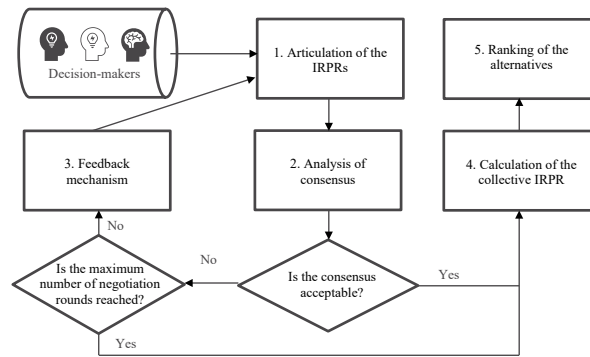 Decision-makers
1. Articulation of the
IRPRs
5. Ranking of the
alternatives
3. Feedback
mechanism
2. Analysis of
consensus
4. Calculation of the
collective IRPR
No
Is the maximum
number of negotiation
rounds reached?
No
Is the consensus
acceptable?
Yes
Yes